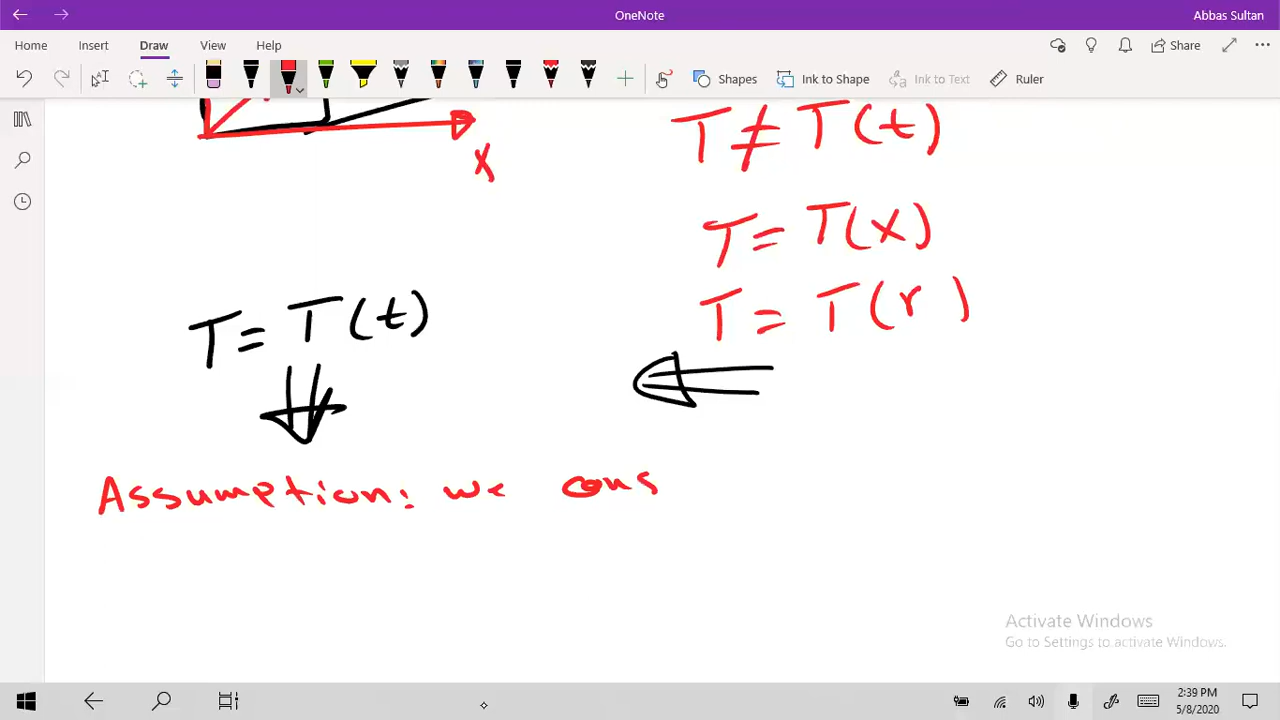 OneNote
Abbas Sultan
Home Insert Draw View Help
Share
Shapes Ink to Shape Ink to Text Ruler
x
T ≠ T(t)
T = T(x)
T = T(r )
T = T(t)
Assumption: we cons
Activate Windows
Go to Settings to activate Windows.
2:39 PM
5/8/2020